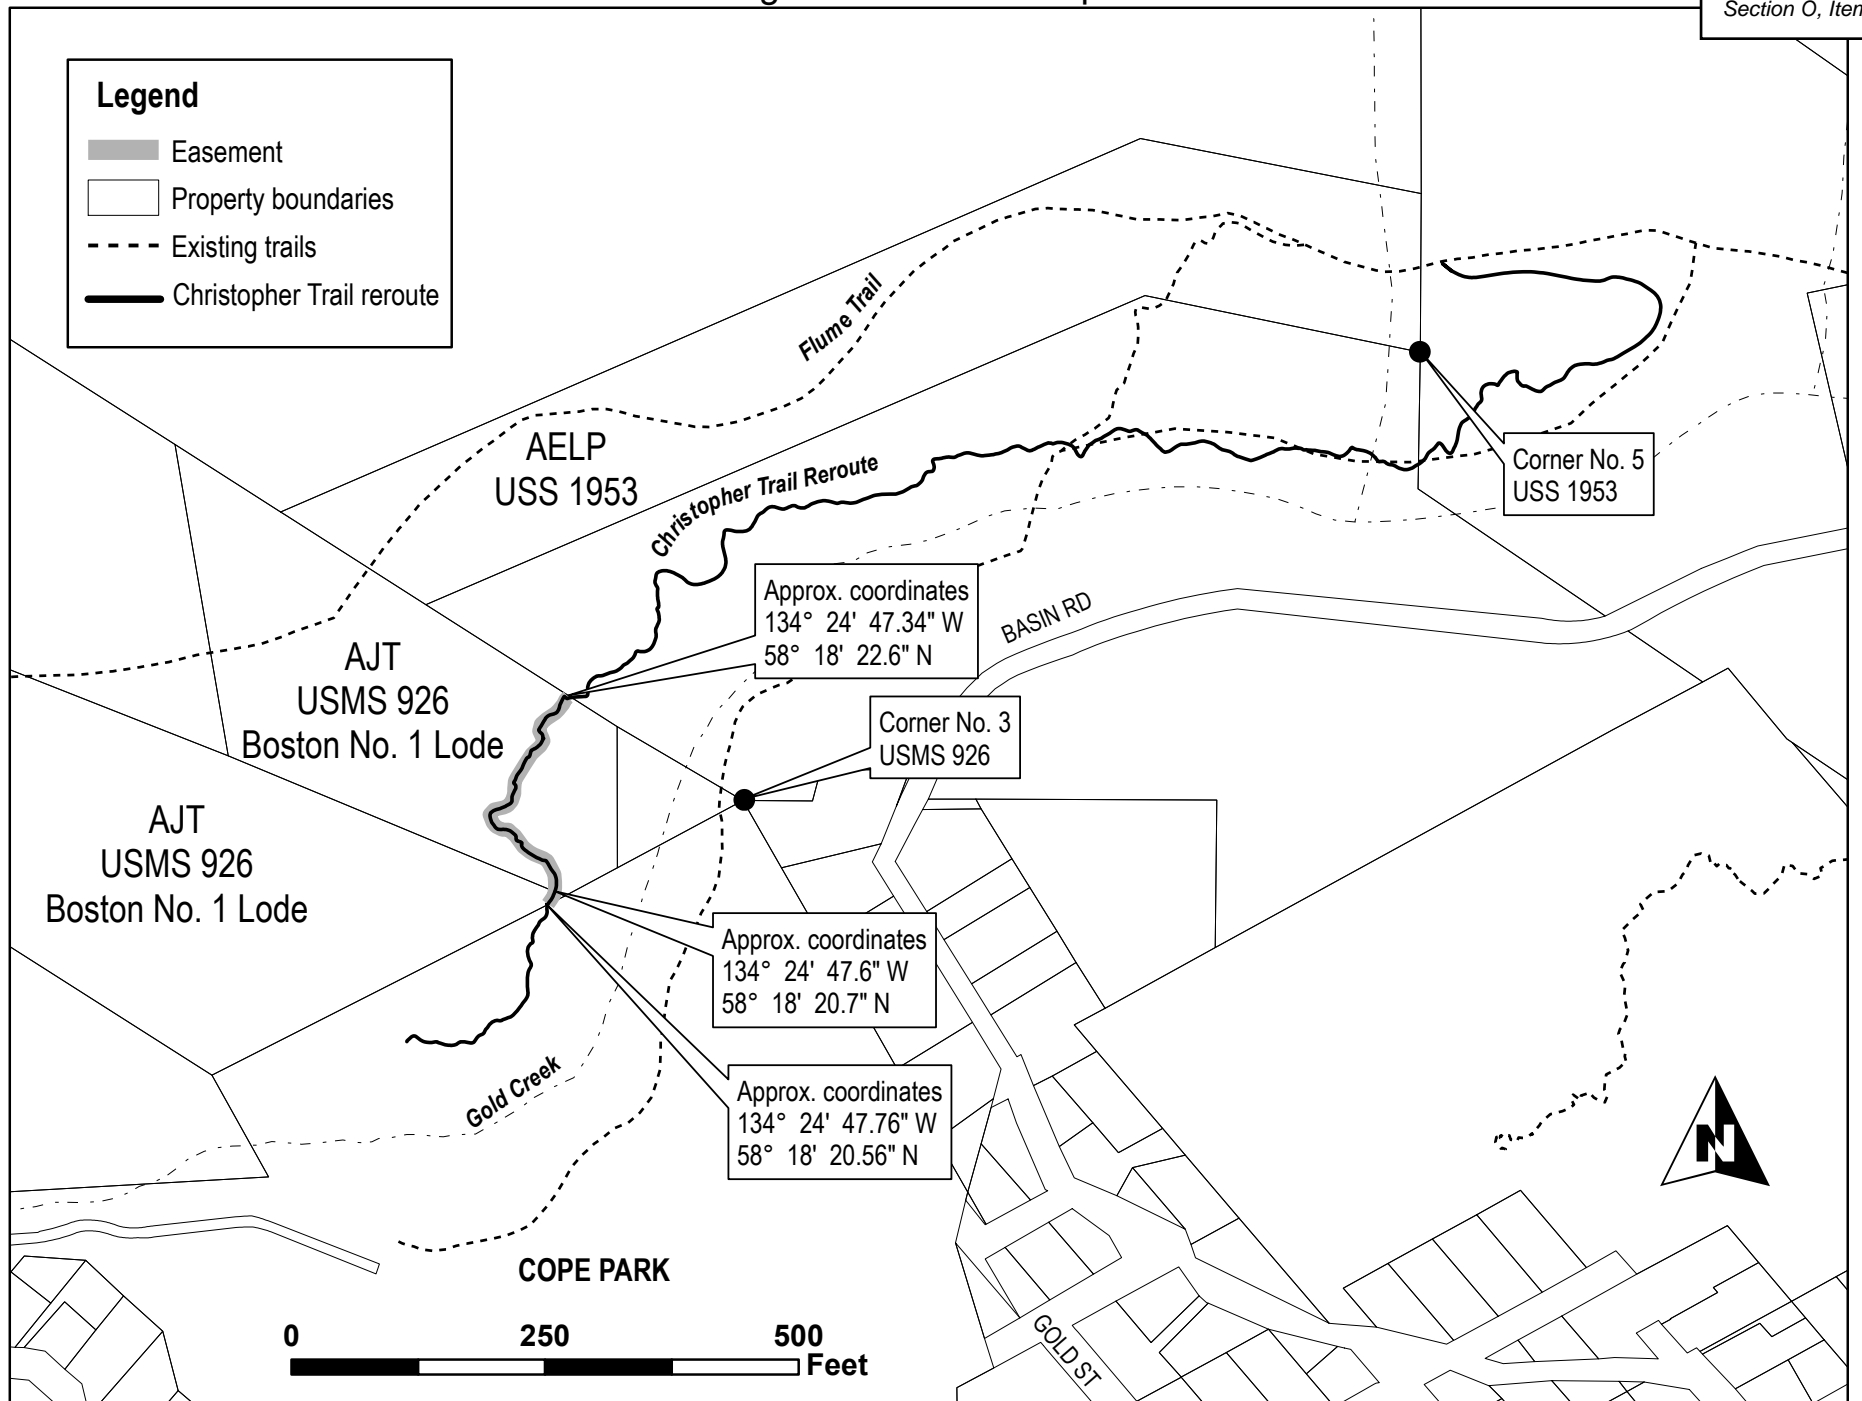 Section O, Item
Legend
Easement
Property boundaries
Existing trails
Christopher Trail reroute
Flume Trail
AELP
USS 1953
Christopher Trail Reroute
Corner No. 5
USS 1953
Approx. coordinates
134° 24' 47.34" W
58° 18' 22.6" N
BASIN RD
AJT
USMS 926
Boston No. 1 Lode
Corner No. 3
USMS 926
AJT
USMS 926
Boston No. 1 Lode
Approx. coordinates
134° 24' 47.6" W
58° 18' 20.7" N
Approx. coordinates
134° 24' 47.76" W
58° 18' 20.56" N
Gold Creek
N
COPE PARK
0 250 500
Feet
GOLD ST